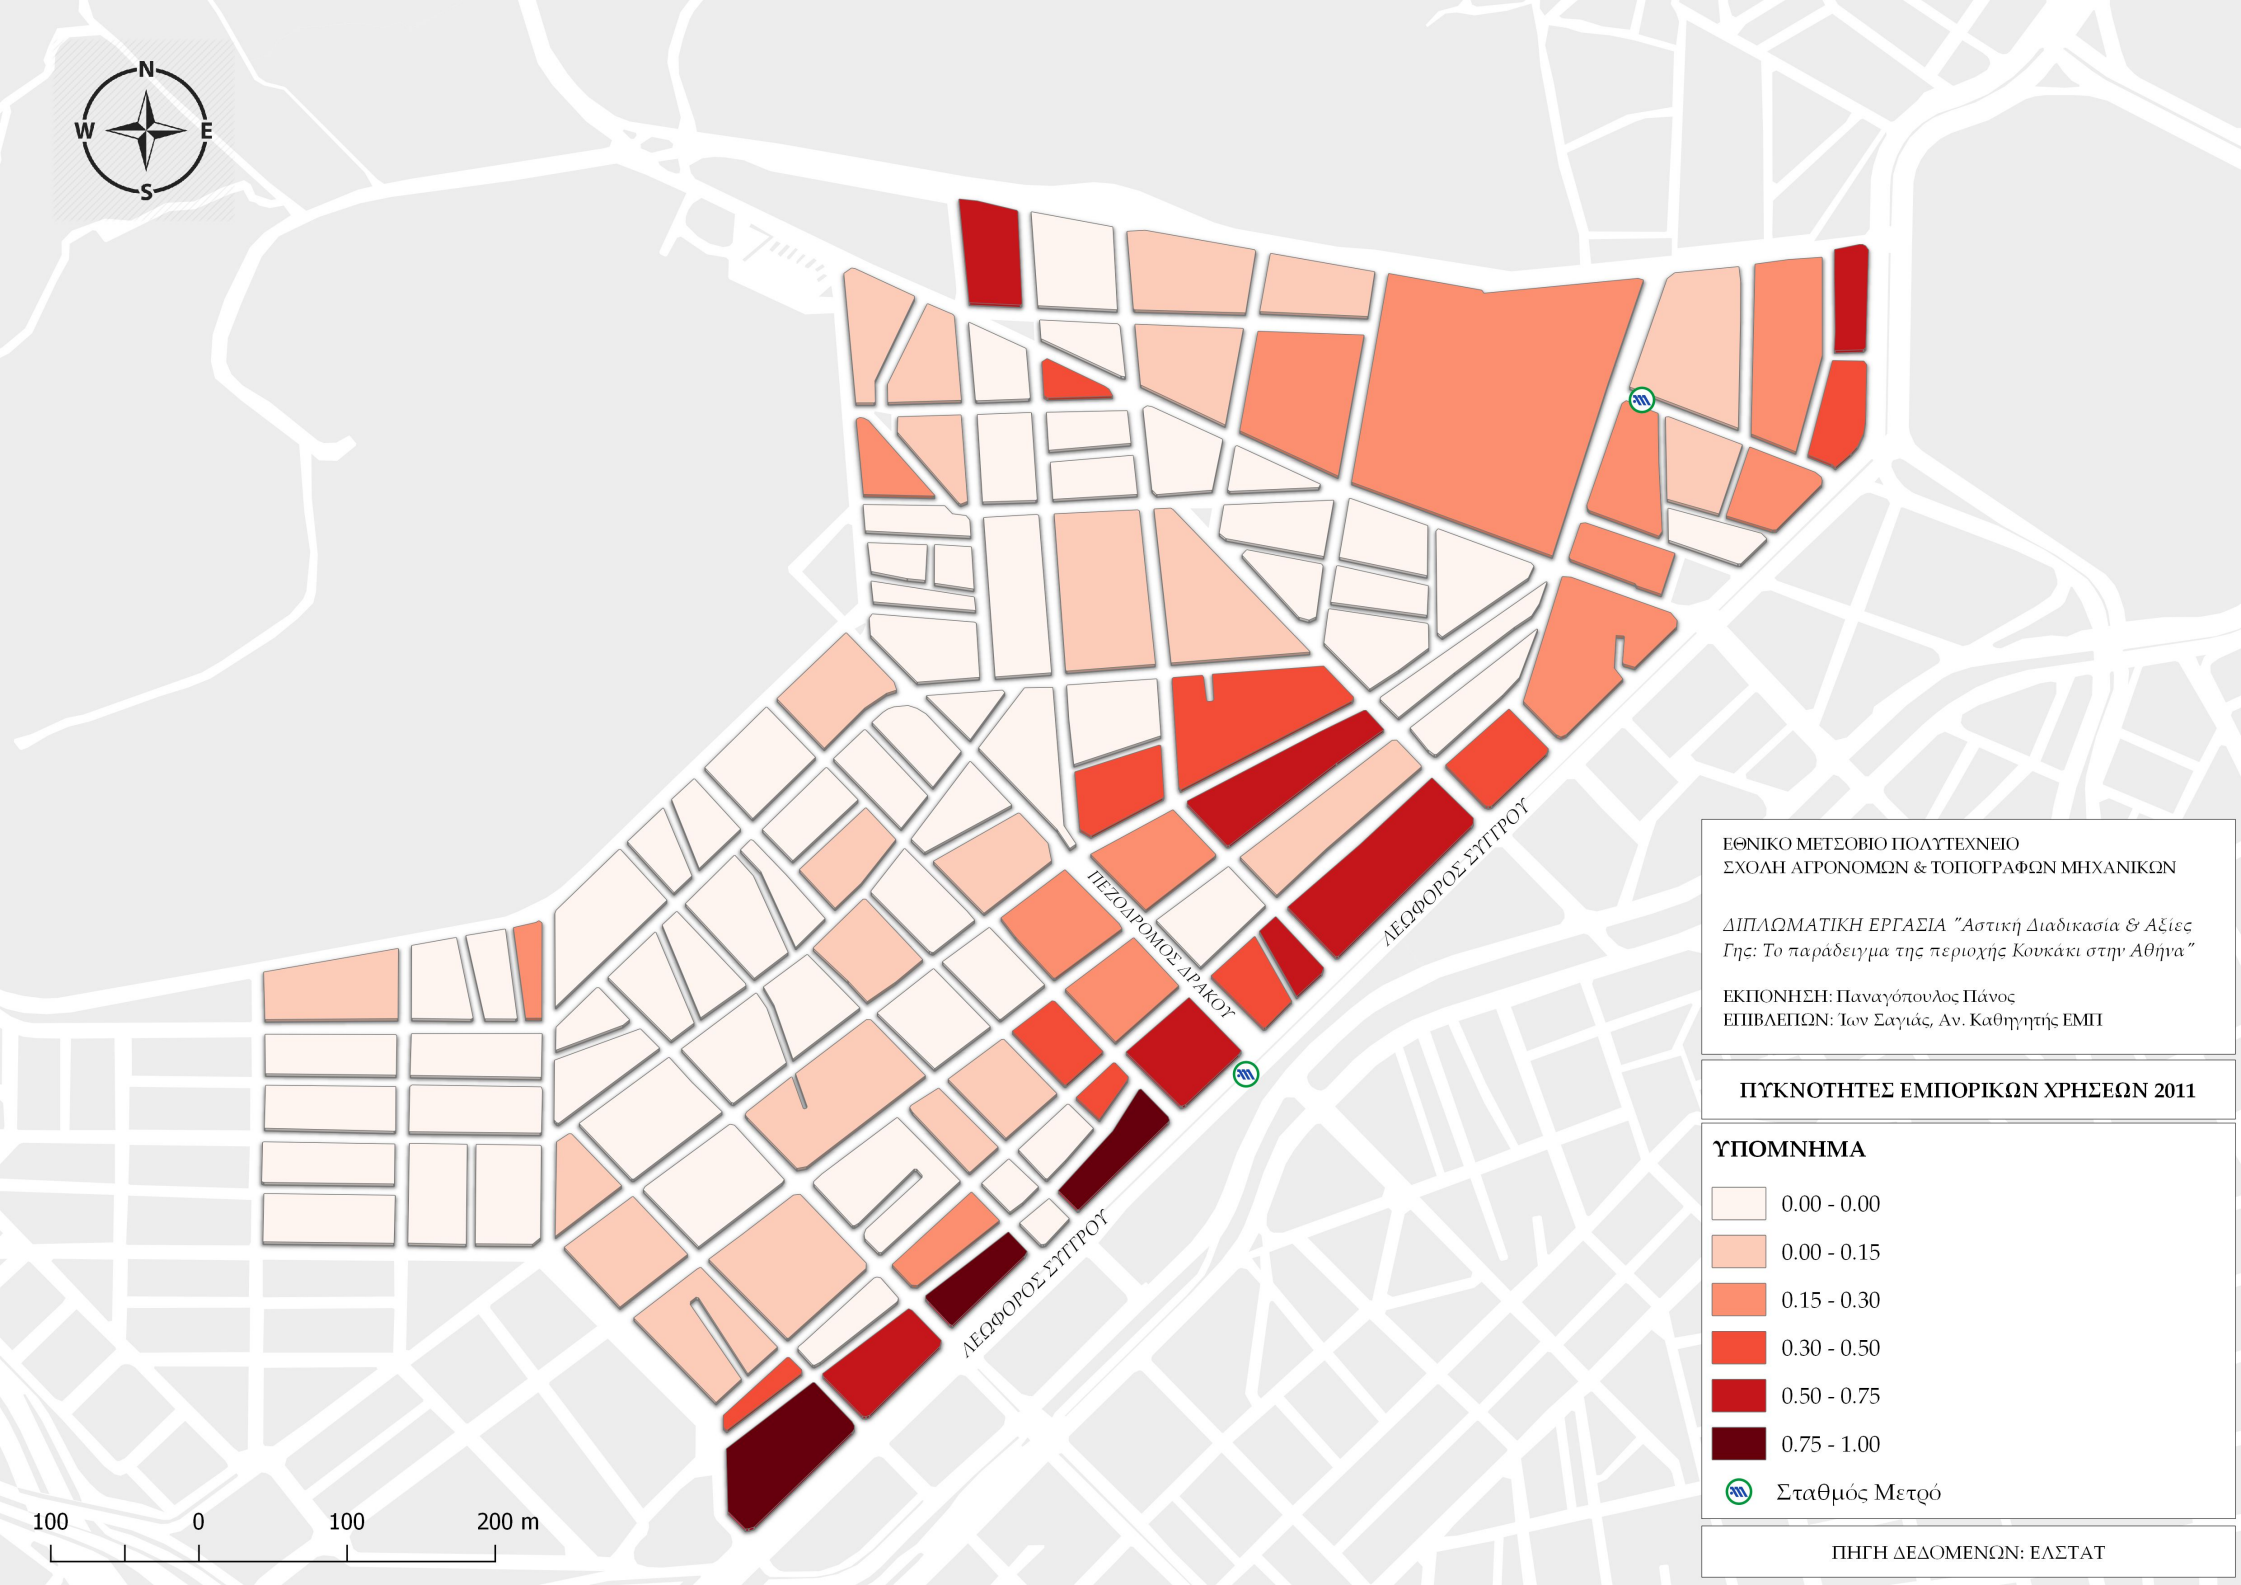 N
W E
S
ΠΕΖΟΔΡΟΜΟΣ ΔΡΑΚΟΥ
ΛΕΩΦΟΡΟΣ ΣΥΓΓΡΟΥ
ΛΕΩΦΟΡΟΣ ΣΥΓΓΡΟΥ
ΕΘΝΙΚΟ ΜΕΤΣΟΒΙΟ ΠΟΛΥΤΕΧΝΕΙΟ
ΣΧΟΛΗ ΑΓΡΟΝΟΜΩΝ & ΤΟΠΟΓΡΑΦΩΝ ΜΗΧΑΝΙΚΩΝ
ΔΙΠΛΩΜΑΤΙΚΗ ΕΡΓΑΣΙΑ "Αστική Διαδικασία & Αξίες
Γης: Το παράδειγμα της περιοχής Κουκάκι στην Αθήνα"
ΕΚΠΟΝΗΣΗ: Παναγόπουλος Πάνος
ΕΠΙΒΛΕΠΩΝ: Ίων Σαγιάς, Αν. Καθηγητής ΕΜΠ
ΠΥΚΝΟΤΗΤΕΣ ΕΜΠΟΡΙΚΩΝ ΧΡΗΣΕΩΝ 2011
ΥΠΟΜΝΗΜΑ
0.00 - 0.00
0.00 - 0.15
0.15 - 0.30
0.30 - 0.50
0.50 - 0.75
0.75 - 1.00
Σταθμός Μετρό
ΠΗΓΗ ΔΕΔΟΜΕΝΩΝ: ΕΛΣΤΑΤ
100 0 100 200 m